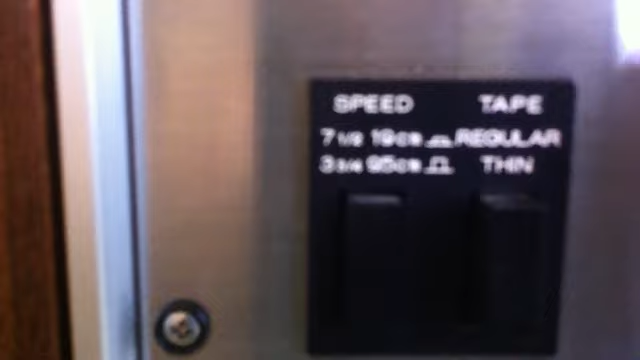 SPEED TAPE
7 1/2 19cm REGULAR
3 3/4 9.5cm THIN